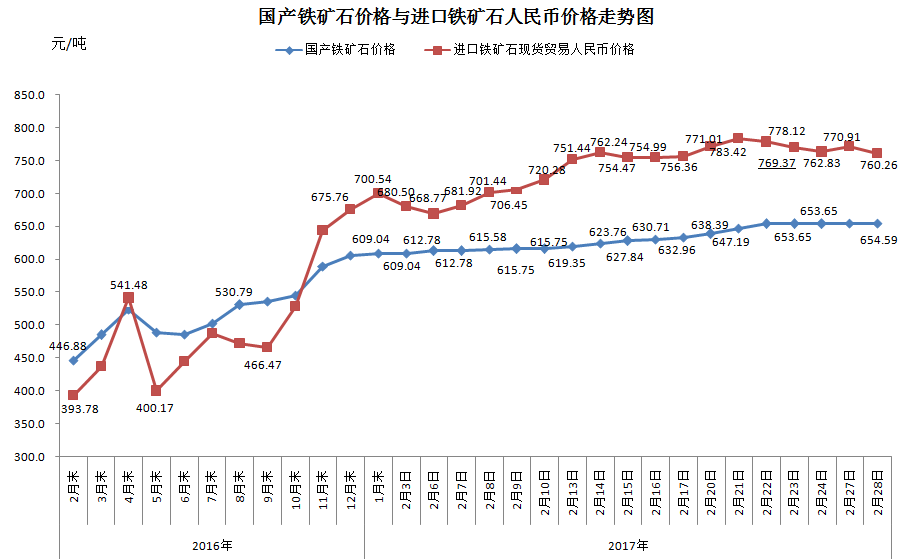 国产铁矿石价格与进口铁矿石人民币价格走势图
元/吨
国产铁矿石价格 进口铁矿石现货贸易人民币价格
850.0
800.0
750.0
700.0
650.0
600.0
550.0
500.0
450.0
400.0
350.0
300.0
393.78 541.48 400.17 466.47 675.76 700.54 680.50 668.77 681.92 701.44 706.45 720.28 751.44 762.24 754.47 754.99 756.36 771.01 783.42 778.12 769.37 762.83 770.91 760.26
446.88 530.79 609.04 609.04 612.78 612.78 615.58 615.75 615.75 619.35 623.76 627.84 630.71 632.96 638.39 647.19 653.65 653.65 654.59
2月末 3月末 4月末 5月末 6月末 7月末 8月末 9月末 10月末 11月末 12月末 1月末 2月3日 2月6日 2月7日 2月8日 2月9日 2月10日 2月13日 2月14日 2月15日 2月16日 2月17日 2月20日 2月21日 2月22日 2月23日 2月24日 2月27日 2月28日
2016年 2017年